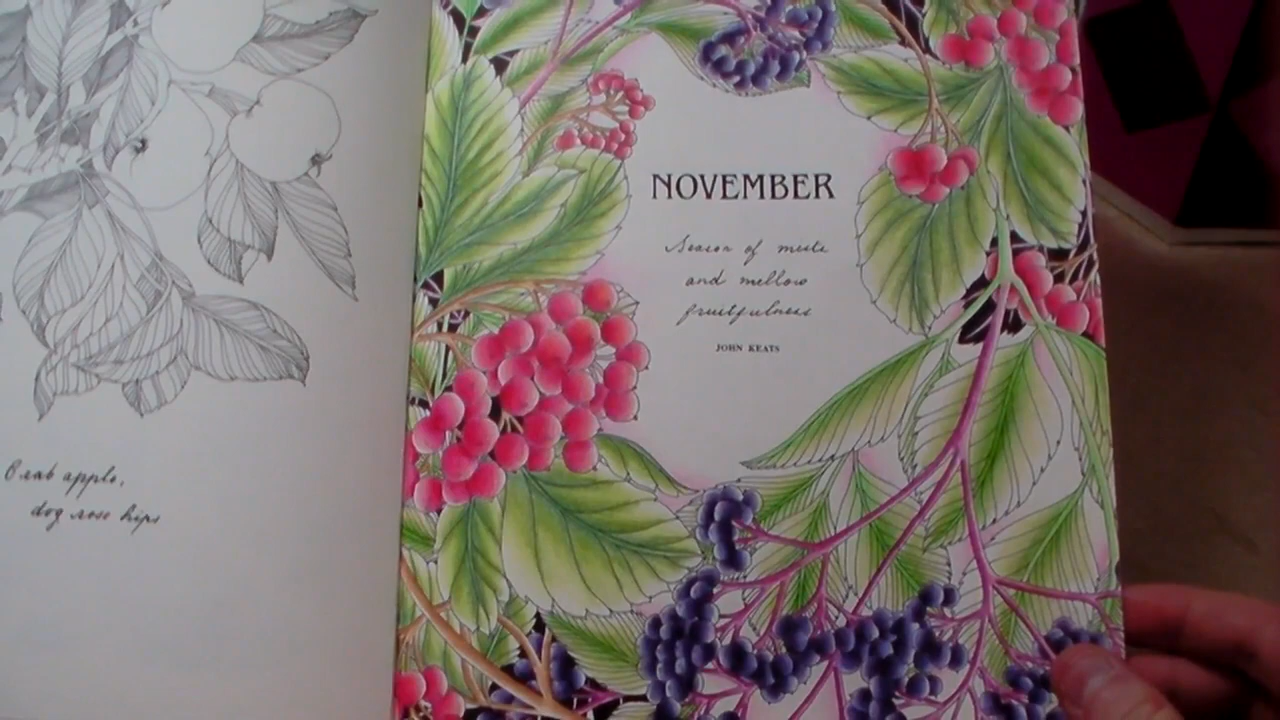 Crab apple,
dog rose hips
NOVEMBER
Season of mists
and mellow
fruitfulness
JOHN KEATS